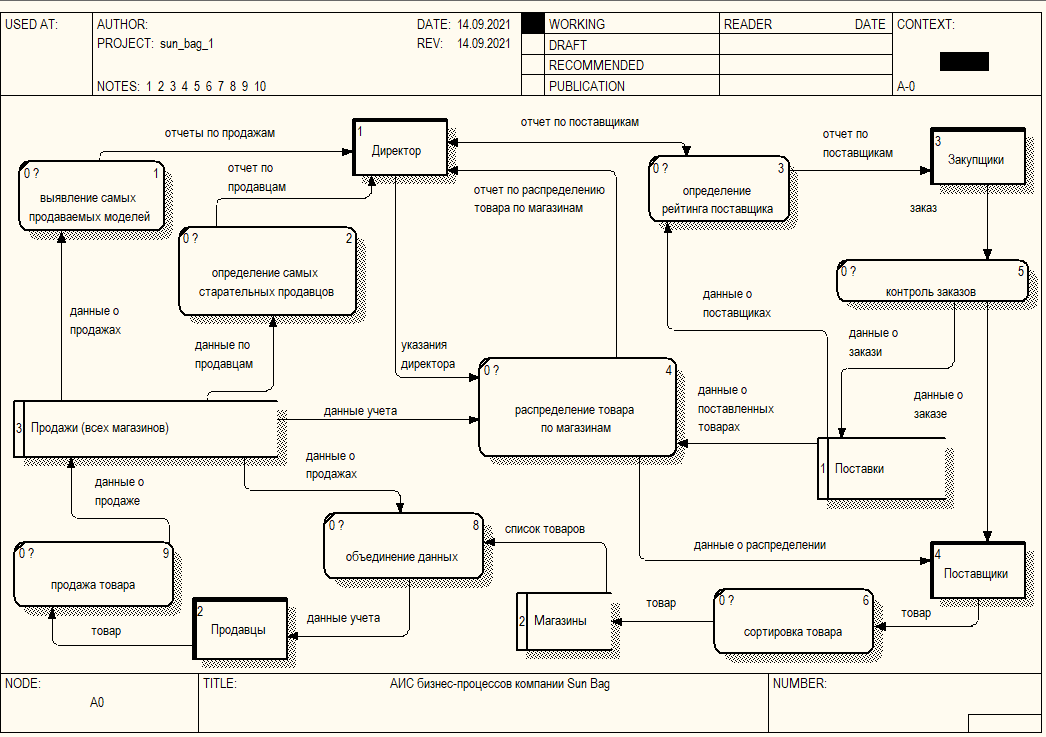 USED AT:
AUTHOR:
DATE: 14.09.2021
WORKING
READER
DATE
CONTEXT:
PROJECT: sun_bag_1
REV: 14.09.2021
DRAFT
RECOMMENDED
NOTES: 1 2 3 4 5 6 7 8 9 10
PUBLICATION
A-0
отчеты по продажам
1
Директор
отчет по поставщикам
отчет по
поставщикам
3
Закупщики
0 ?
1
выявление самых
продаваемых моделей
отчет по
продавцам
отчет по распределению
товара по магазинам
0 ?
3
определение
рейтинга поставщика
заказ
0 ?
2
определение самых
старательных продавцов
0 ?
5
контроль заказов
данные о
продажах
данные по
продавцам
указания
директора
данные о
поставщиках
данные о
закази
0 ?
4
распределение товара
по магазинам
данные о
поставленных
товарах
данные о
заказе
3
Продажи (всех магазинов)
данные учета
данные о
продажах
1
Поставки
данные о
продаже
0 ?
8
объединение данных
список товаров
данные о распределении
0 ?
9
продажа товара
4
Поставщики
2
Продавцы
товар
данные учета
2
Магазины
товар
0 ?
6
сортировка товара
товар
NODE:
TITLE:
АИС бизнес-процессов компании Sun Bag
NUMBER:
A0